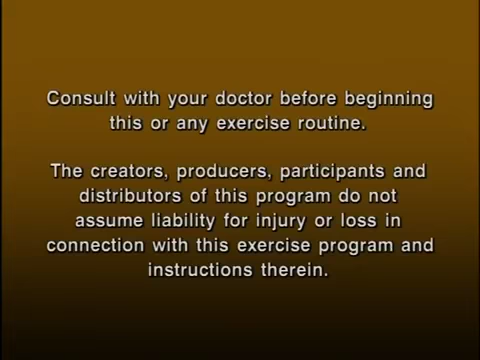 Consult with your doctor before beginning
this or any exercise routine.
The creators, producers, participants and
distributors of this program do not
assume liability for injury or loss in
connection with this exercise program and
instructions therein.